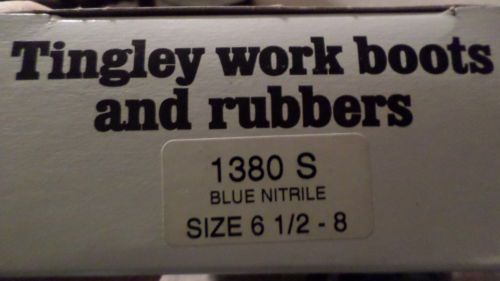 Tingley work boots
and rubbers
1380 S
BLUE NITRILE
SIZE 6 1/2 - 8